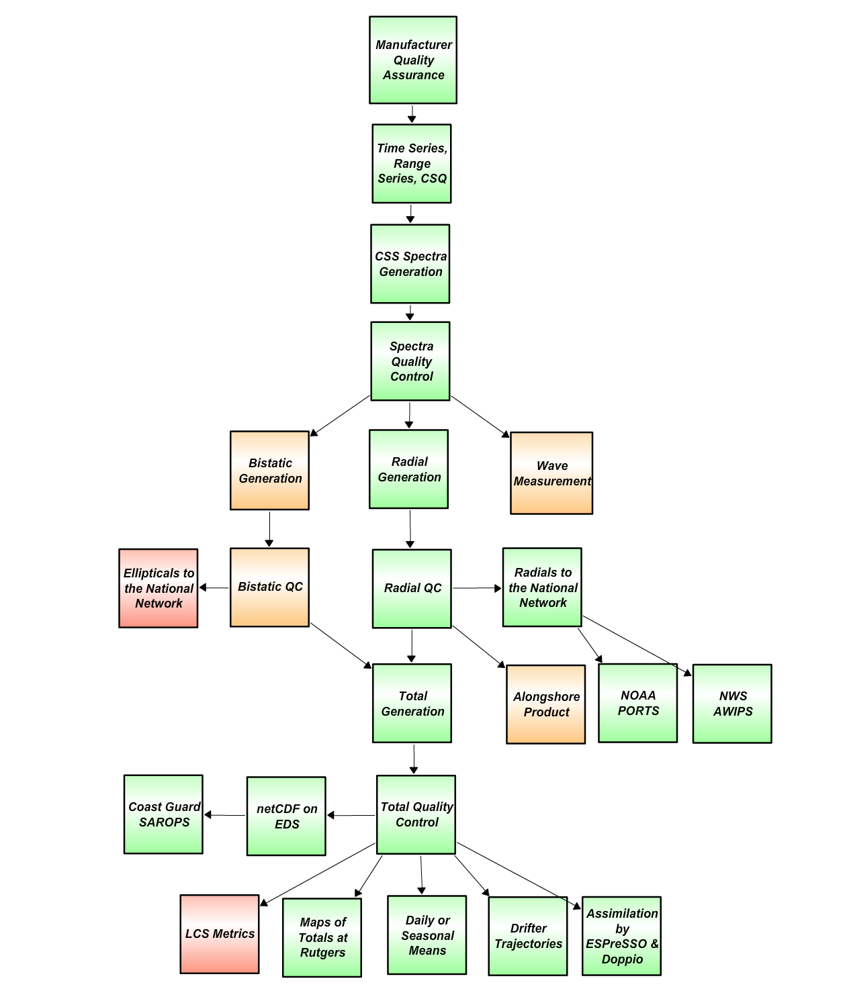 Manufacturer
Quality
Assurance
Time Series,
Range
Series, CSQ
CSS Spectra
Generation
Spectra
Quality
Control
Bistatic
Generation
Radial
Generation
Wave
Measurement
Ellipticals to
the National
Network
Bistatic QC
Radial QC
Radials to
the National
Network
Total
Generation
Alongshore
Product
NOAA
PORTS
NWS
AWIPS
Coast Guard
SAROPS
netCDF on
EDS
Total Quality
Control
LCS Metrics
Maps of
Totals at
Rutgers
Daily or
Seasonal
Means
Drifter
Trajectories
Assimilation
by
ESPreSSO &
Doppio